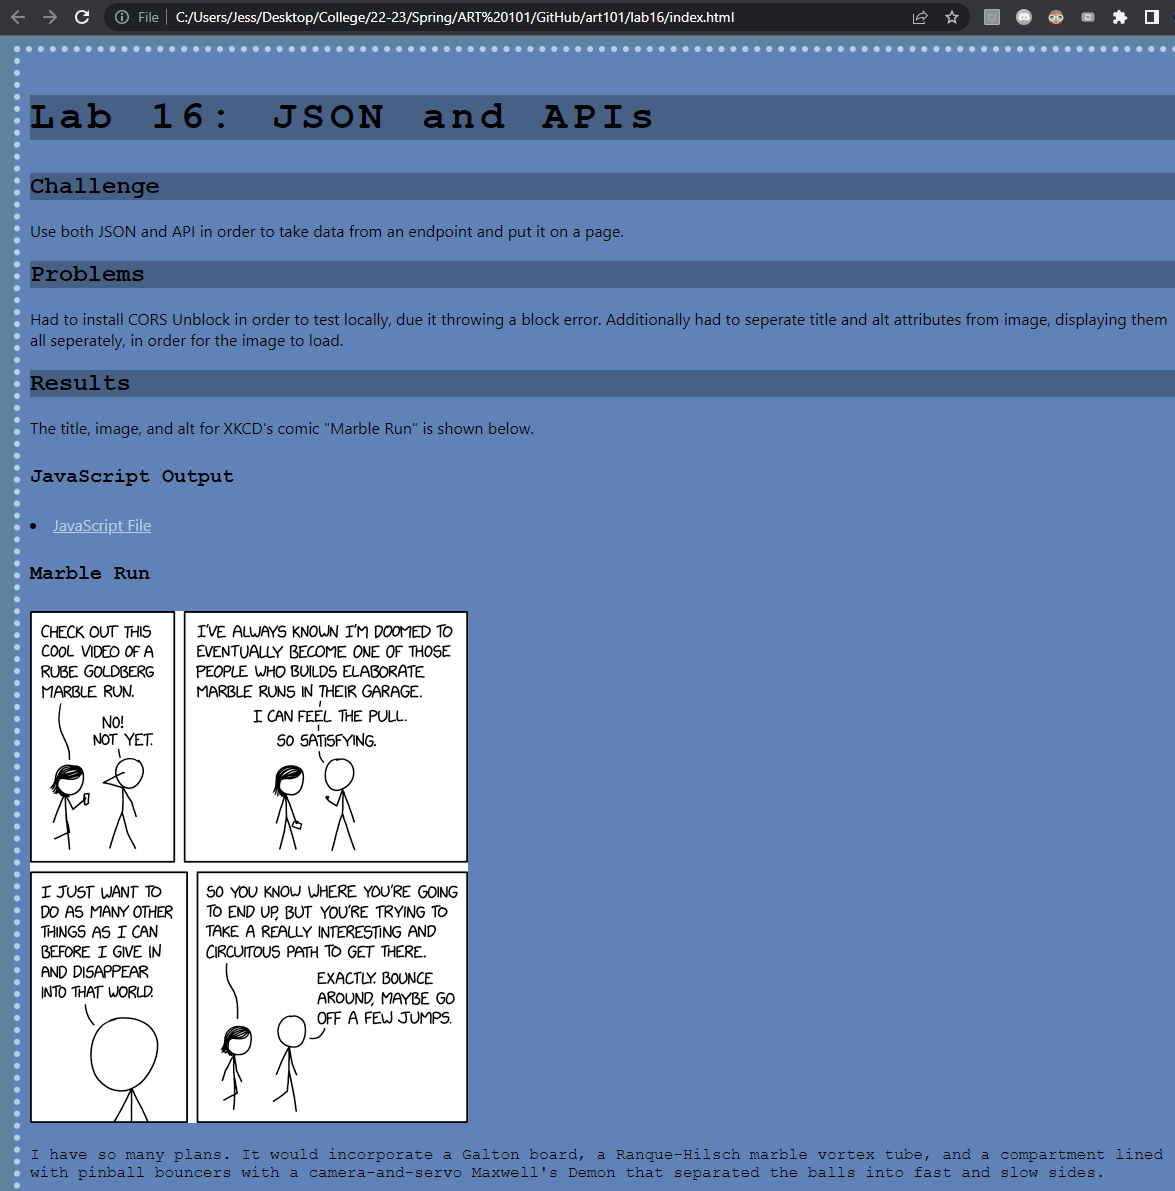 File | C:/Users/Jess/Desktop/College/22-23/Spring/ART%20101/GitHub/art101/lab16/index.html
Lab 16: JSON and APIs
Challenge
Use both JSON and API in order to take data from an endpoint and put it on a page.
Problems
Had to install CORS Unblock in order to test locally, due it throwing a block error. Additionally had to seperate title and alt attributes from image, displaying them
all seperately, in order for the image to load.
Results
The title, image, and alt for XKCD's comic "Marble Run" is shown below.
JavaScript Output
• JavaScript File
Marble Run
CHECK OUT THIS
COOL VIDEO OF A
RUBE GOLDBERG
MARBLE RUN.
NO!
NOT YET.
I'VE ALWAYS KNOWN I'M DOOMED TO
EVENTUALLY BECOME ONE OF THOSE
PEOPLE WHO BUILDS ELABORATE
MARBLE RUNS IN THEIR GARAGE.
I CAN FEEL THE PULL.
SO SATISFYING.
I JUST WANT TO
DO AS MANY OTHER
THINGS AS I CAN
BEFORE I GIVE IN
AND DISAPPEAR
INTO THAT WORLD.
SO YOU KNOW WHERE YOU'RE GOING
TO END UP, BUT YOU'RE TRYING TO
TAKE A REALLY INTERESTING AND
CIRCUITOUS PATH TO GET THERE.
EXACTLY. BOUNCE
AROUND, MAYBE GO
OFF A FEW JUMPS.
I have so many plans. It would incorporate a Galton board, a Ranque-Hilsch marble vortex tube, and a compartment lined
with pinball bouncers with a camera-and-servo Maxwell's Demon that separated the balls into fast and slow sides.